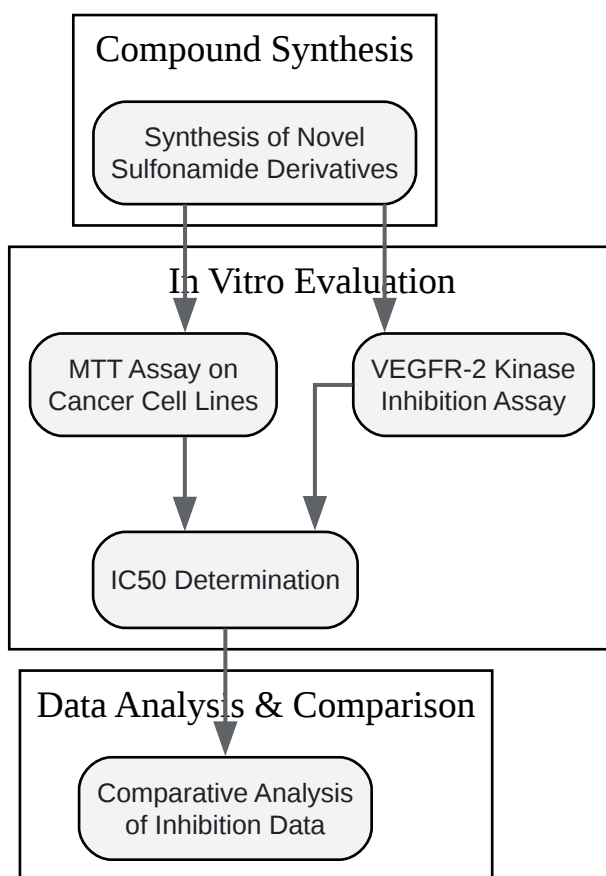 Compound Synthesis
Synthesis of Novel
Sulfonamide Derivatives
In Vitro Evaluation
MTT Assay on
Cancer Cell Lines
VEGFR-2 Kinase
Inhibition Assay
IC50 Determination
Data Analysis & Comparison
Comparative Analysis
of Inhibition Data